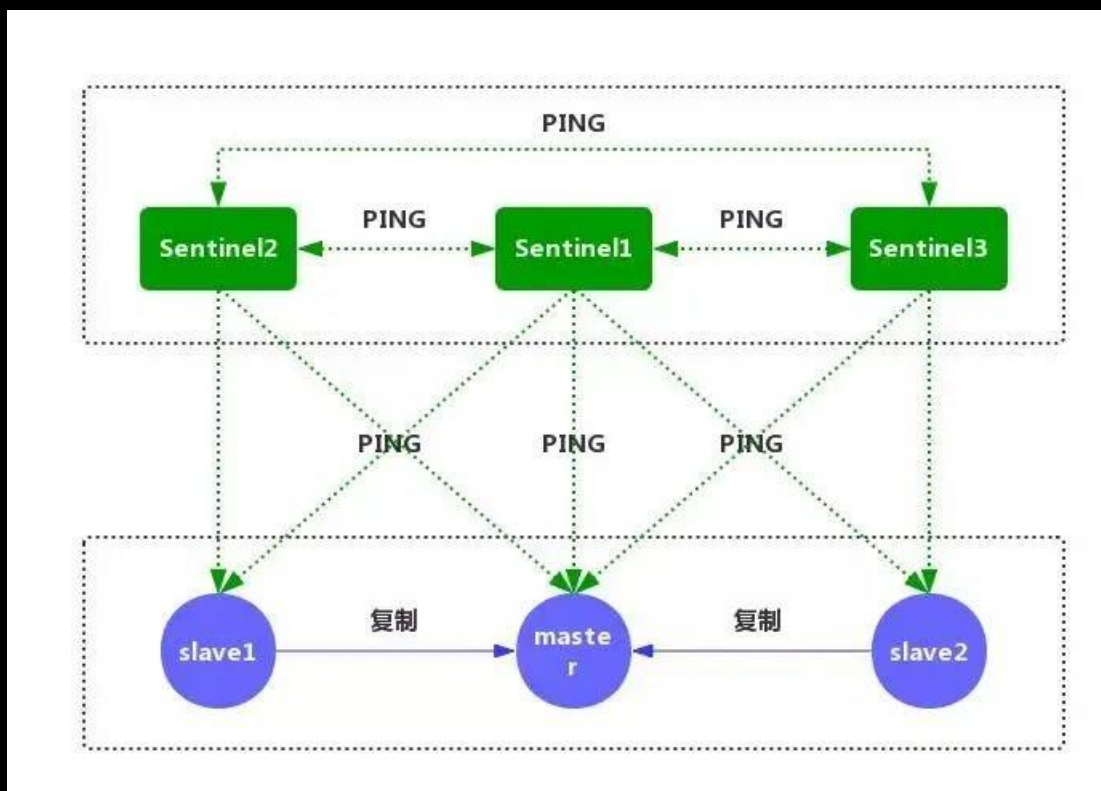 PING
PING
PING
Sentinel2
Sentinel1
Sentinel3
PING
PING
PING
复制
复制
slave1
maste
r
slave2